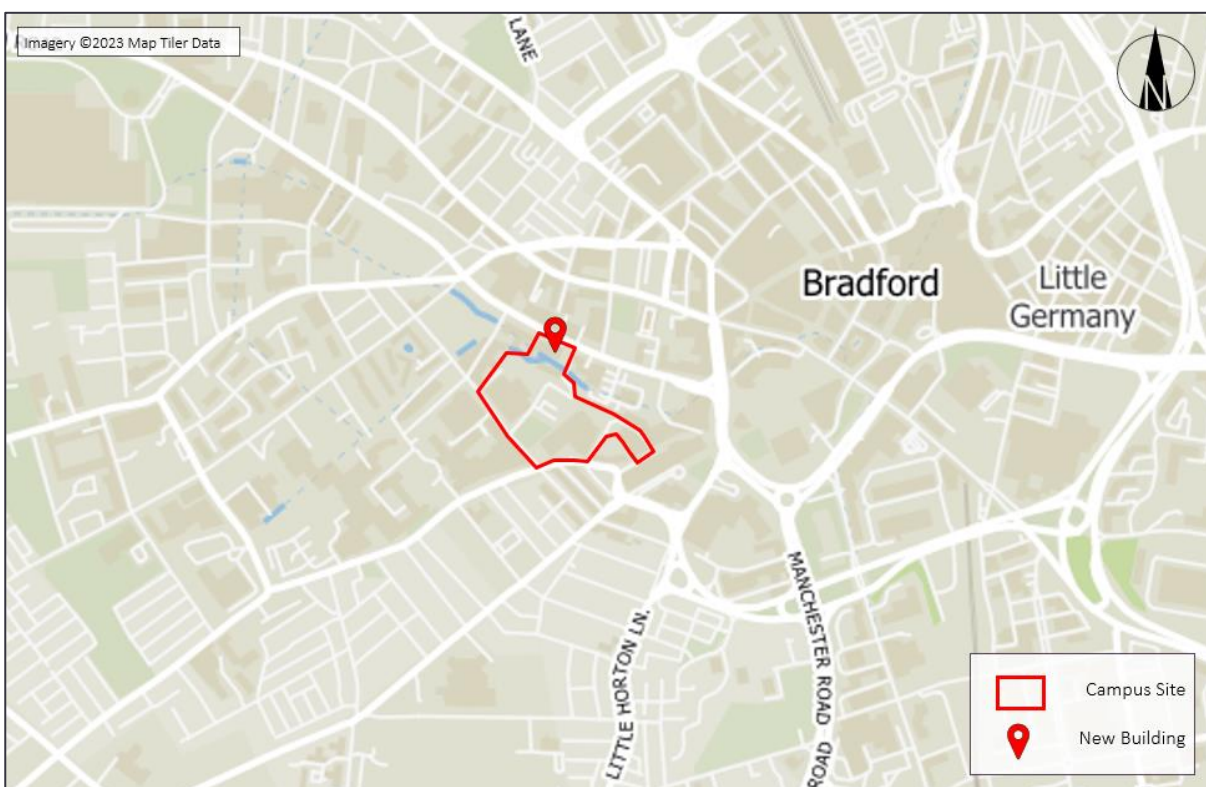 Imagery ©2023 Map Tiler Data
LANE
N
Bradford
Little
Germany
LITTLE HORTON LN.
MANCHESTER ROAD
ROAD
Campus Site
New Building